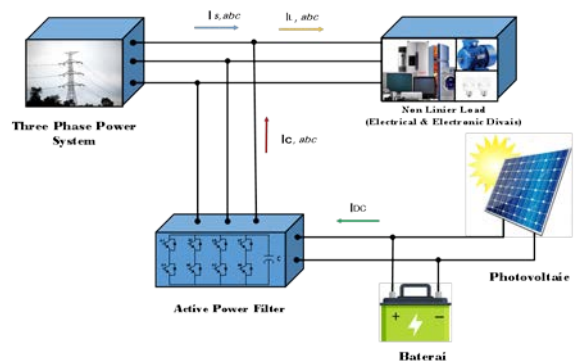 Is,abc
IL, abc
Three Phase Power
System
Non Linier Load
(Electrical & Electronic Divais)
Ic, abc
IDC
C
Active Power Filter
+ −
Baterai
Photovoltaic